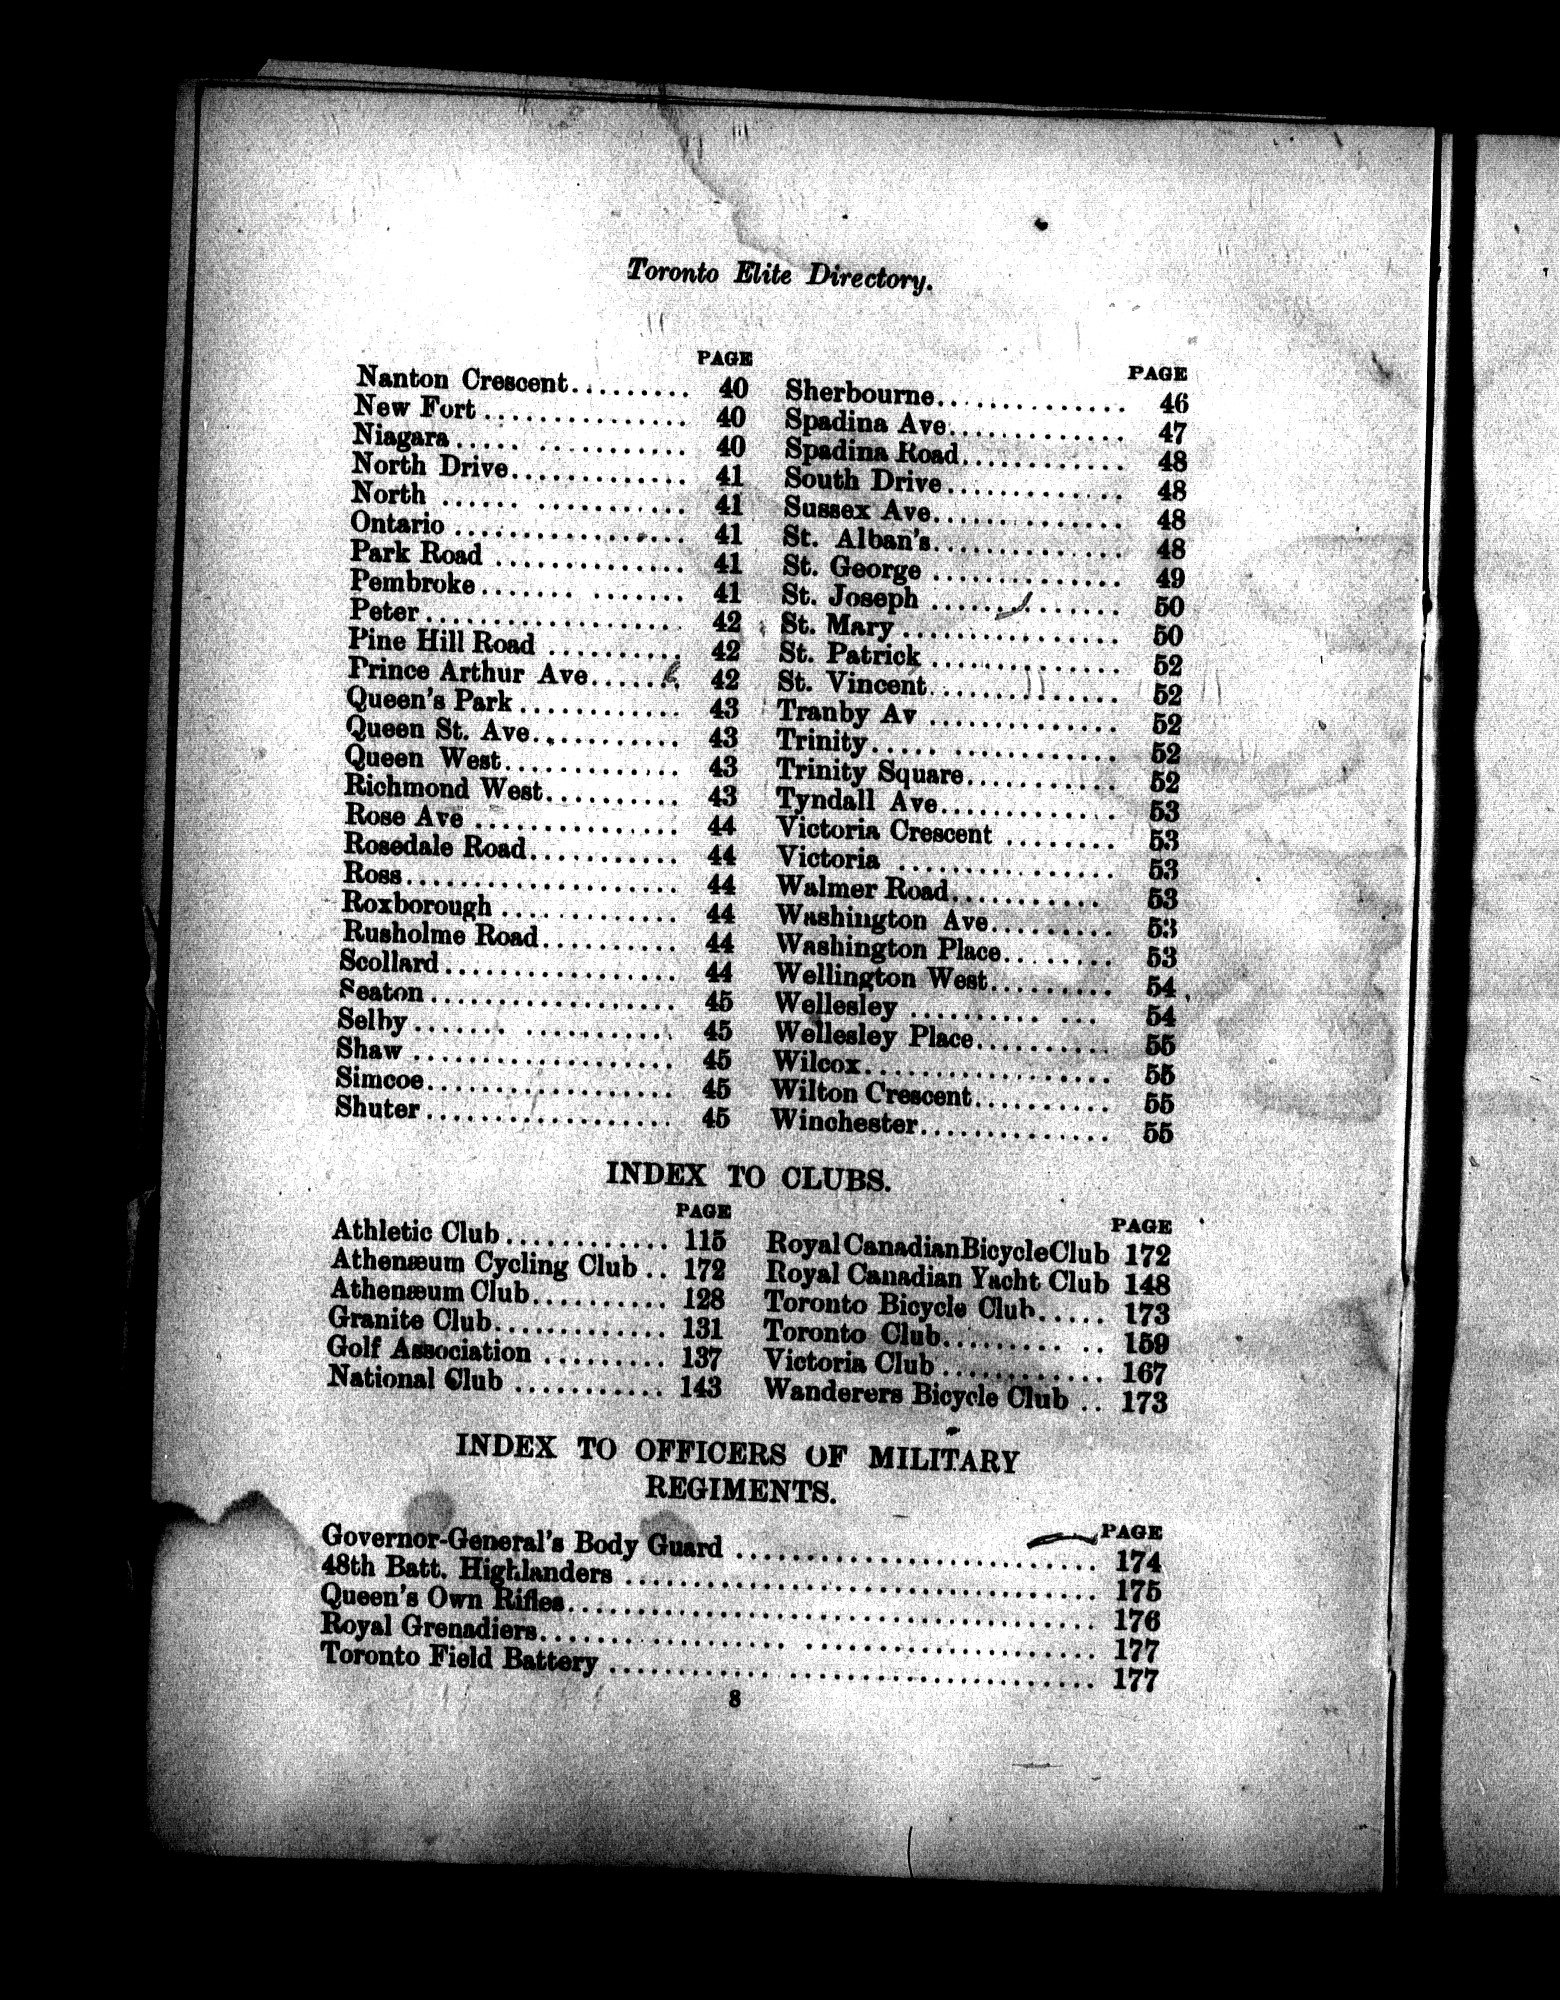 Toronto Elite Directory.
PAGE
Nanton Crescent......... 40
New Fort ............... 40
Niagara..... ........... 40
North Drive............. 41
North ...... ........... 41
Ontario ................ 41
Park Road .............. 41
Pembroke....... ....... 41
Peter................... 42
Pine Hill Road .......... 42
Prince Arthur Ave....... 42
Queen's Park ............ 43
Queen St. Ave........... 43
Queen West............. 43
Richmond West.......... 43
Rose Ave ............... 44
Rosedale Road........... 44
Ross.................... 44
Roxborough ............. 44
Rusholme Road.......... 44
Scollard................. 44
Seaton.................. 45
Selby....... ........... 45
Shaw ................... 45
Simcoe.................. 45
Shuter.................. 45
PAGE
Sherbourne.............. 46
Spadina Ave............. 47
Spadina Road............ 48
South Drive............. 48
Sussex Ave.............. 48
St. Alban's.............. 48
St. George .............. 49
St. Joseph .............. 50
St. Mary ................ 50
St. Patrick .............. 52
St. Vincent.............. 52
Tranby Av .............. 52
Trinity..... ............ 52
Trinity Square........... 52
Tyndall Ave............. 53
Victoria Crescent ........ 53
Victoria ................ 53
Walmer Road........... 53
Washington Ave......... 53
Washington Place........ 53
Wellington West......... 54
Wellesley .......... ... 54
Wellesley Place.......... 55
Wilcox.................. 55
Wilton Crescent.......... 55
Winchester.............. 55
INDEX TO CLUBS.
PAGE
Athletic Club............ 115
Athenæum Cycling Club .. 172
Athenæum Club.......... 128
Granite Club............. 131
Golf Association ......... 137
National Club ........... 143
PAGE
Royal Canadian Bicycle Club 172
Royal Canadian Yacht Club 148
Toronto Bicycle Club..... 173
Toronto Club......... .. 159
Victoria Club ............ 167
Wanderers Bicycle Club .. 173
INDEX TO OFFICERS OF MILITARY
REGIMENTS.
PAGE
Governor-General's Body Guard .......................... 174
48th Batt. Highlanders .................................. 175
Queen's Own Rifles...................................... 176
Royal Grenadiers.................. ..................... 177
Toronto Field Battery ............ ...................... 177
8